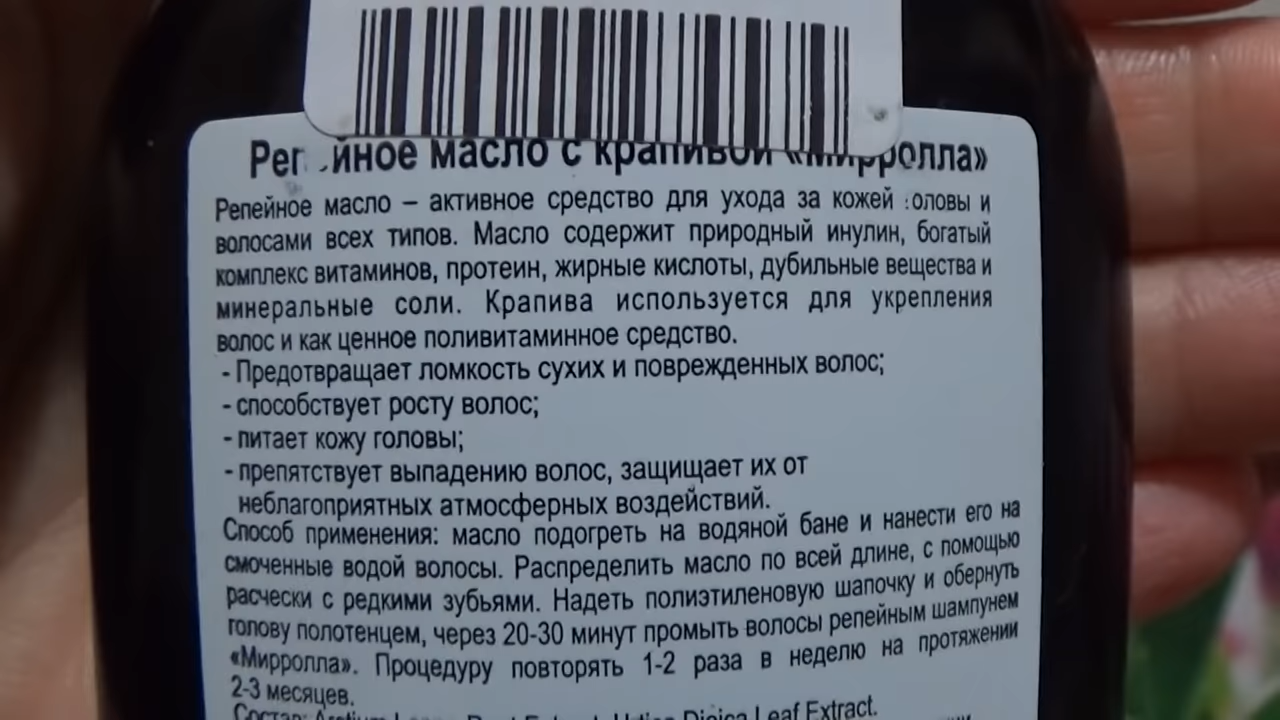 масло с крапивой «Мирролла»
Репейное масло – активное средство для ухода за кожей и
волосами всех типов. Масло содержит природный инулин, богатый
комплекс витаминов, протеин, жирные кислоты, дубильные вещества и
минеральные соли. Крапива используется для укрепления
волос и как ценное поливитаминное средство.
- Предотвращает ломкость сухих и поврежденных волос;
- способствует росту волос;
- питает кожу головы;
- препятствует выпадению волос, защищает их от
неблагоприятных атмосферных воздействий.
Способ применения: масло подогреть на водяной бане и нанести его на
смоченные водой волосы. Распределить масло по всей длине, с помощью
расчески с редкими зубьями. Надеть полиэтиленовую шапочку и обернуть
голову полотенцем, через 20-30 минут промыть волосы репейным шампунем
«Мирролла». Процедуру повторять 1-2 раза в неделю на протяжении
2-3 месяцев.
Leaf Extract.